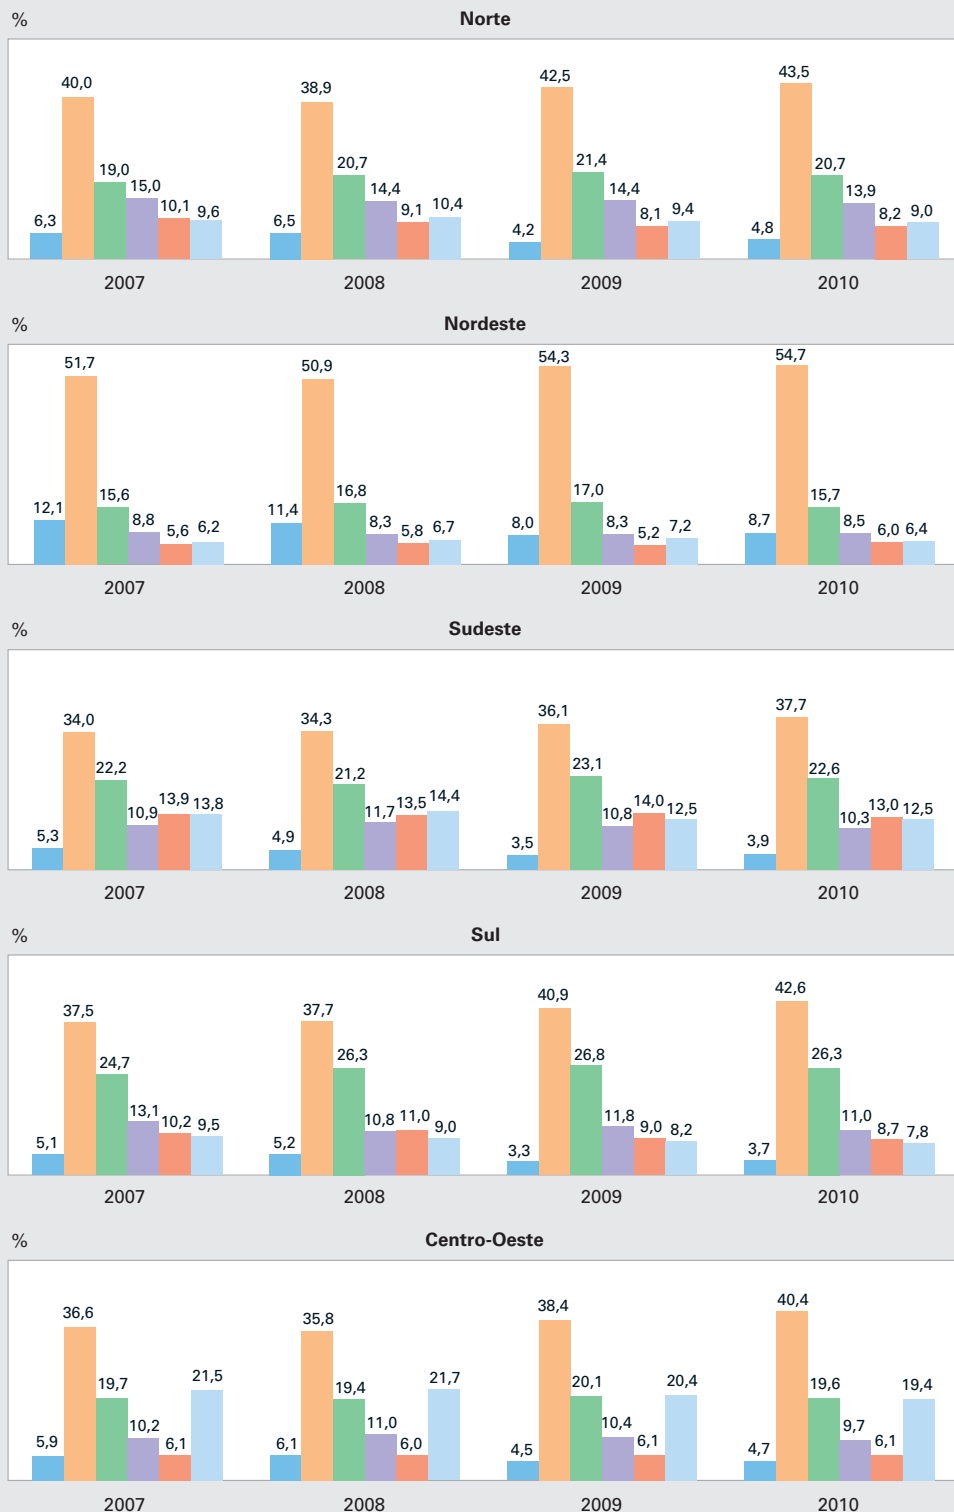 % Norte
40,0 38,9 42,5 43,5
19,0 20,7 21,4 20,7
15,0 14,4 14,4 13,9
6,3 10,1 9,6 6,5 9,1 10,4 4,2 8,1 9,4 4,8 8,2 9,0
2007 2008 2009 2010
% Nordeste
51,7 50,9 54,3 54,7
12,1 15,6 11,4 16,8 8,0 17,0 8,7 15,7
8,8 5,6 6,2 8,3 5,8 6,7 8,3 5,2 7,2 8,5 6,0 6,4
2007 2008 2009 2010
% Sudeste
34,0 34,3 36,1 37,7
22,2 21,2 23,1 22,6
5,3 10,9 13,9 13,8 4,9 11,7 13,5 14,4 3,5 10,8 14,0 12,5 3,9 10,3 13,0 12,5
2007 2008 2009 2010
% Sul
37,5 37,7 40,9 42,6
24,7 26,3 26,8 26,3
5,1 13,1 10,2 9,5 5,2 10,8 11,0 9,0 3,3 11,8 9,0 8,2 3,7 11,0 8,7 7,8
2007 2008 2009 2010
% Centro-Oeste
36,6 35,8 38,4 40,4
19,7 21,5 19,4 21,7 20,1 20,4 19,6 19,4
5,9 10,2 6,1 6,1 11,0 6,0 4,5 10,4 6,1 4,7 9,7 6,1
2007 2008 2009 2010